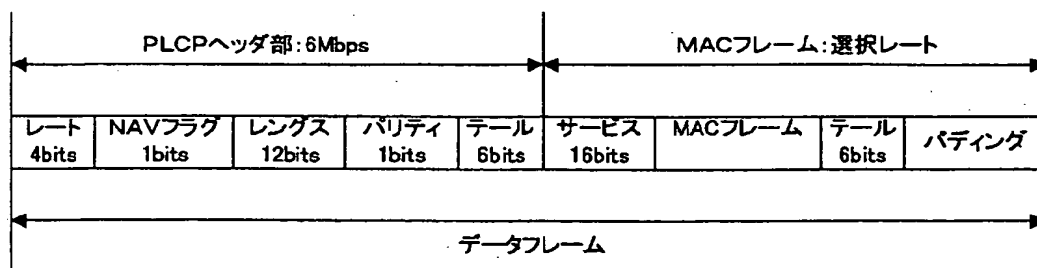 PLCPヘッダ部:6Mbps
MACフレーム:選択レート
レート
4bits
NAVフラグ
1bits
レングス
12bits
パリティ
1bits
テール
6bits
サービス
16bits
MACフレーム
テール
6bits
パディング
データフレーム